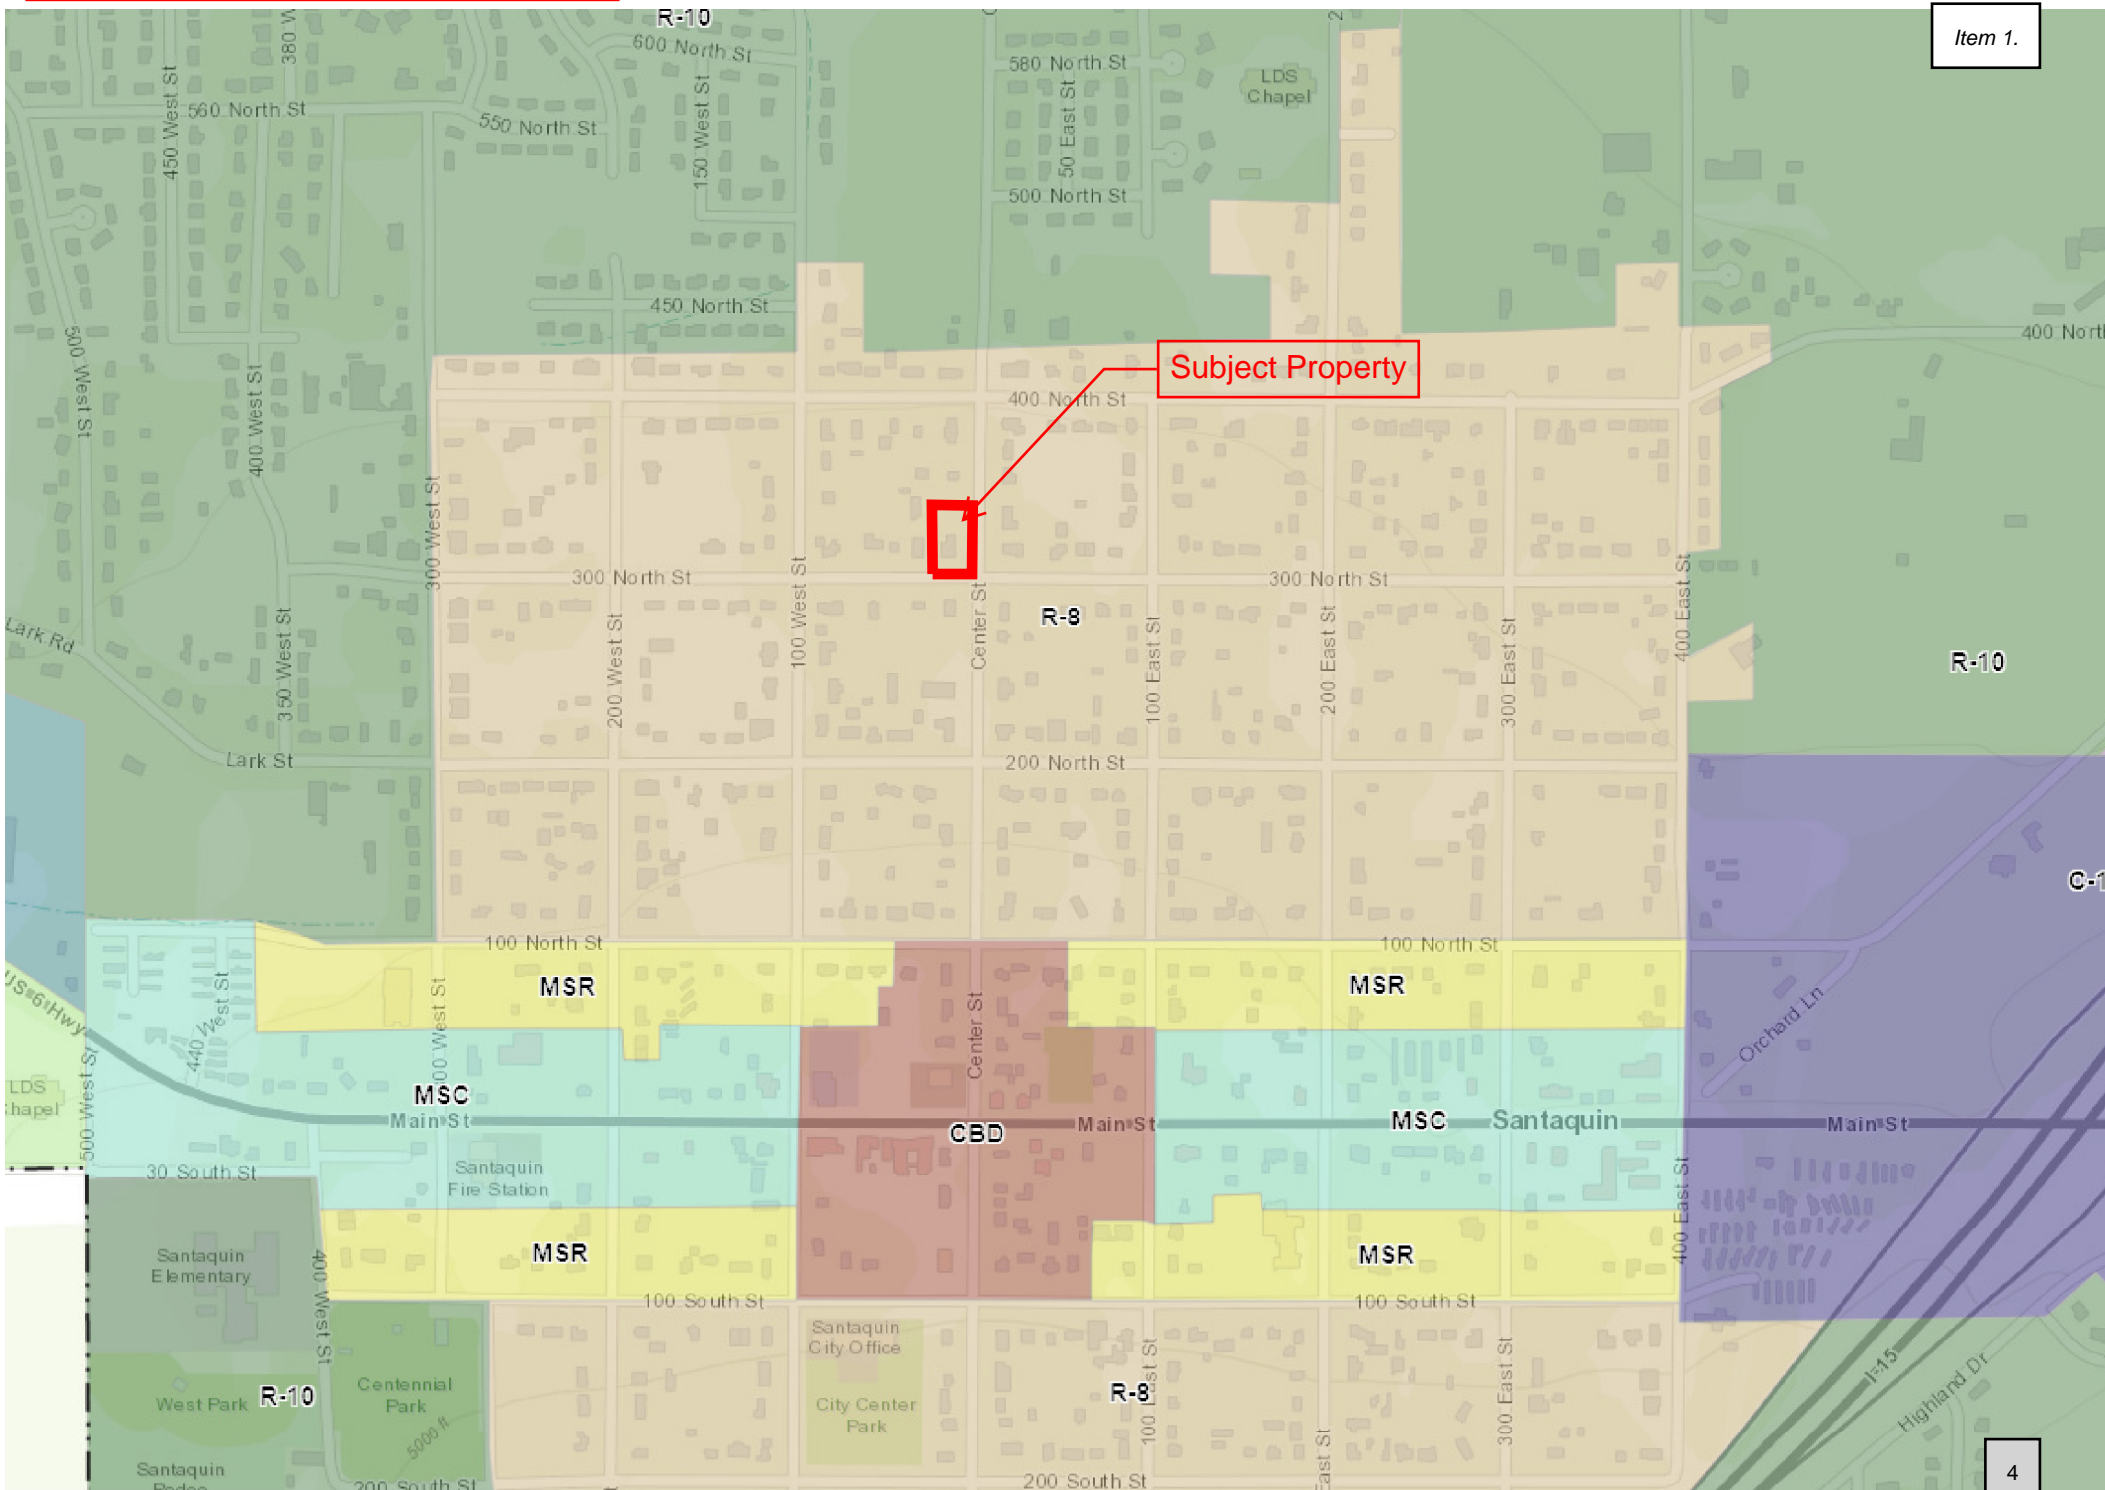 R-10
Item 1.
380 W
600 North St
580 North St
LDS
Chapel
450 West St
560 North St
550 North St
150 West St
50 East St
500 North St
450 North St
500 West St
400 West St
400 North
Subject Property
400 North St
300 West St
300 North St
100 West St
Center St
300 North St
R-8
Lark Rd
350 West St
200 West St
100 East St
200 East St
300 East St
400 East St
R-10
Lark St
200 North St
C-1
100 North St
100 North St
MSR
MSR
US-6 Hwy
440 West St
Center St
Orchard Ln
LDS
Chapel
500 West St
MSC
Main St
CBD
Main St
MSC
Santaquin
Main St
30 South St
Santaquin
Fire Station
400 East St
Santaquin
Elementary
400 West St
MSR
MSR
100 South St
100 South St
Santaquin
City Office
West Park
R-10
Centennial
Park
5000 ft
City Center
Park
R-8
100 East St
300 East St
I-15
Highland Dr
Santaquin
200 South St
200 South St
East St
4